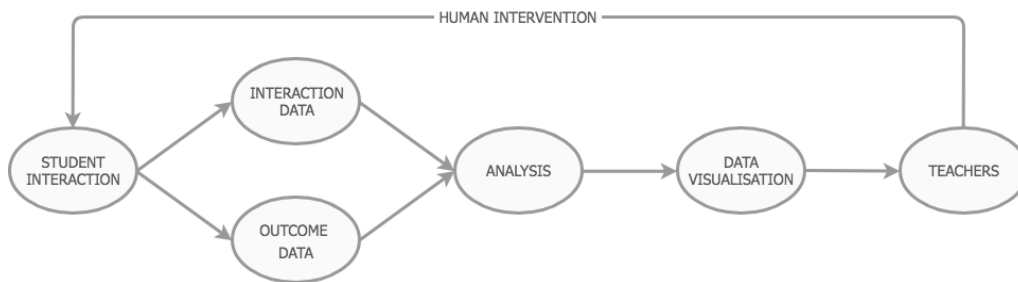 HUMAN INTERVENTION
INTERACTION
DATA
STUDENT
INTERACTION
ANALYSIS
DATA
VISUALISATION
TEACHERS
OUTCOME
DATA